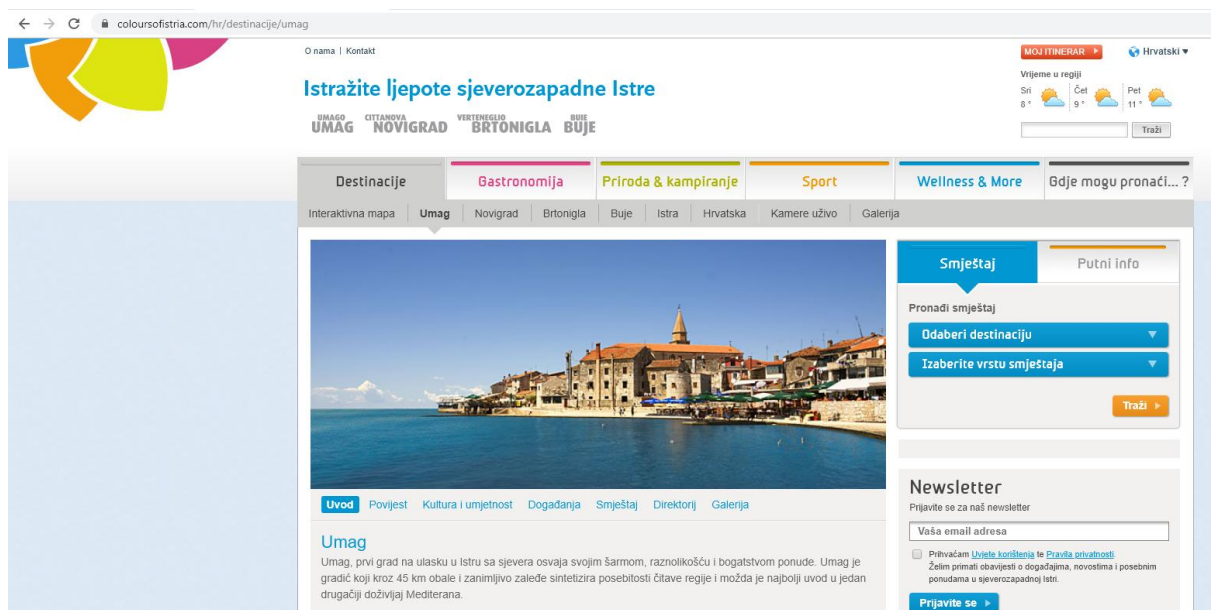 coloursofistria.com/hr/destinacije/umag
O nama | Kontakt
MOJ ITINERAR
Hrvatski
Istražite ljepote sjeverozapadne Istre
Vrijeme u regiji
Sri Čet Pet
8 ° 9 ° 11 °
UMAGO CITTANOVA VERTENEGLIO BUIE
UMAG NOVIGRAD BRTONIGLA BUJE
Traži
Destinacije Gastronomija Priroda & kampiranje Sport Wellness & More Gdje mogu pronaći... ?
Interaktivna mapa Umag Novigrad Brtonigla Buje Istra Hrvatska Kamere uživo Galerija
Smještaj Putni info
Pronađi smještaj
Odaberi destinaciju
Izaberite vrstu smještaja
Traži
Uvod Povijest Kultura i umjetnost Događanja Smještaj Direktorij Galerija
Umag
Umag, prvi grad na ulasku u Istru sa sjevera osvaja svojim šarmom, raznolikošću i bogatstvom ponude. Umag je
gradić koji kroz 45 km obale i zanimljivo zaleđe sintetizira posebitosti čitave regije i možda je najbolji uvod u jedan
drugačiji doživljaj Mediterana.
Newsletter
Prijavite se za naš newsletter
Vaša email adresa
Prihvaćam Uvjete korištenja te Pravila privatnosti.
Želim primati obavijesti o događajima, novostima i posebnim
ponudama u sjeverozapadnoj Istri.
Prijavite se